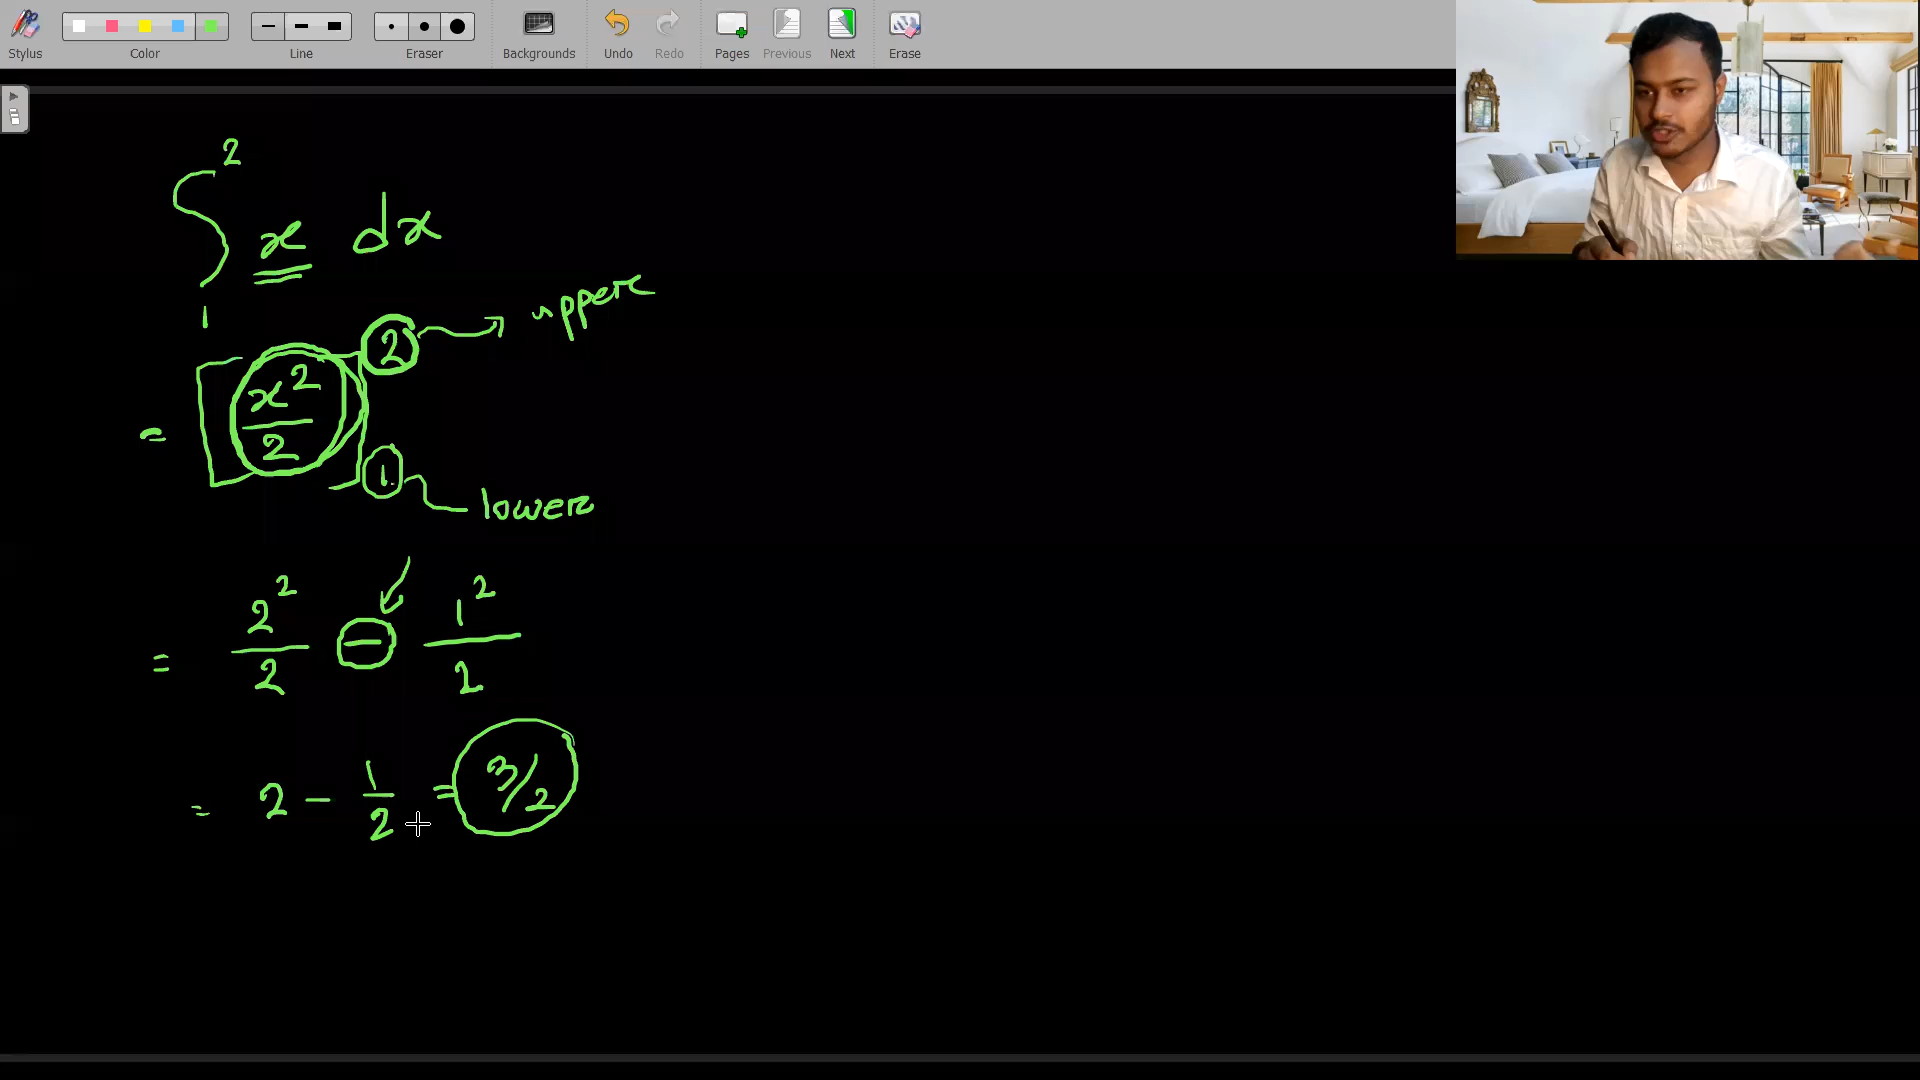 Stylus Color Line Eraser Backgrounds Undo Redo Pages Previous Next Erase
∫₁² x dx
= [x²/2]₁²
2 → upper
1 lower
= 2²/2 − 1²/2
= 2 − 1/2 = 3/2